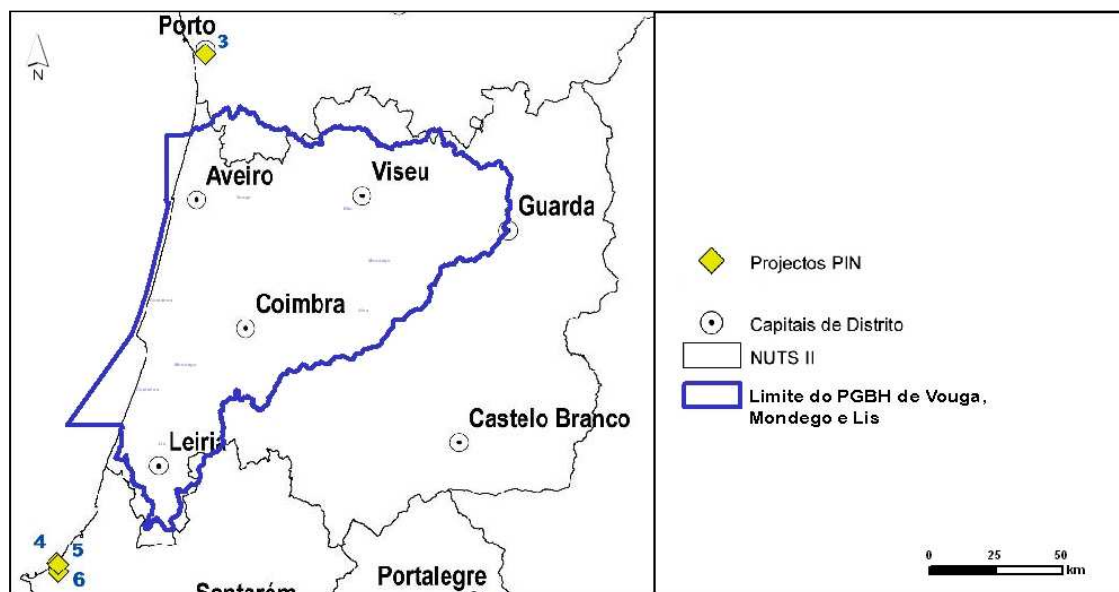 Porto
3
N
Aveiro
Viseu
Guarda
Coimbra
Castelo Branco
Leiria
4
5
6
Santarém
Portalegre
Projectos PIN
Capitais de Distrito
NUTS II
Limite do PGBH de Vouga,
Mondego e Lis
0 25 50
km